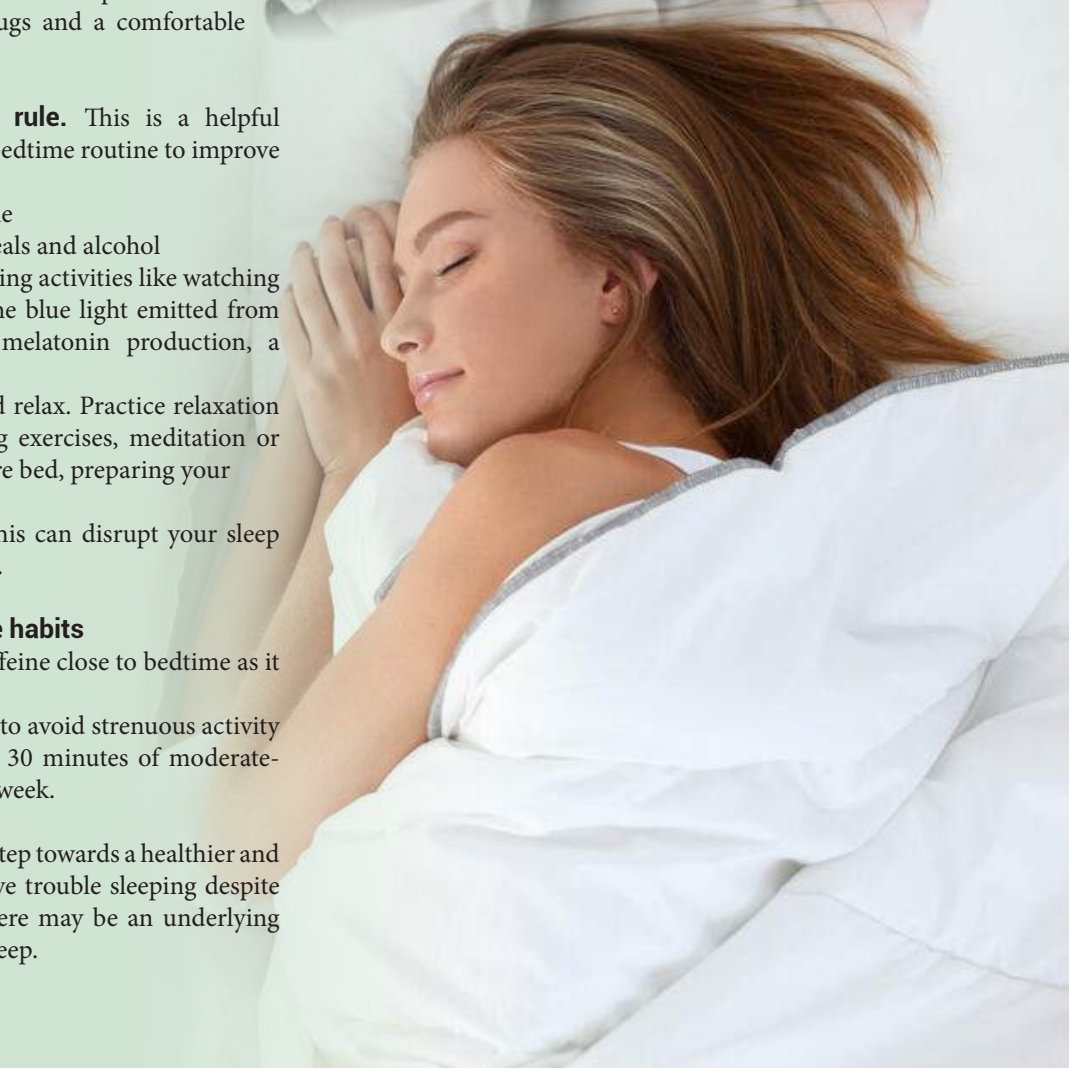 ugs and a comfortable
rule. This is a helpful
edtime routine to improve
e
eals and alcohol
ing activities like watching
e blue light emitted from
melatonin production, a
d relax. Practice relaxation
g exercises, meditation or
re bed, preparing your
his can disrupt your sleep
.
e habits
ffeine close to bedtime as it
to avoid strenuous activity
30 minutes of moderate-
week.
tep towards a healthier and
ve trouble sleeping despite
ere may be an underlying
eep.